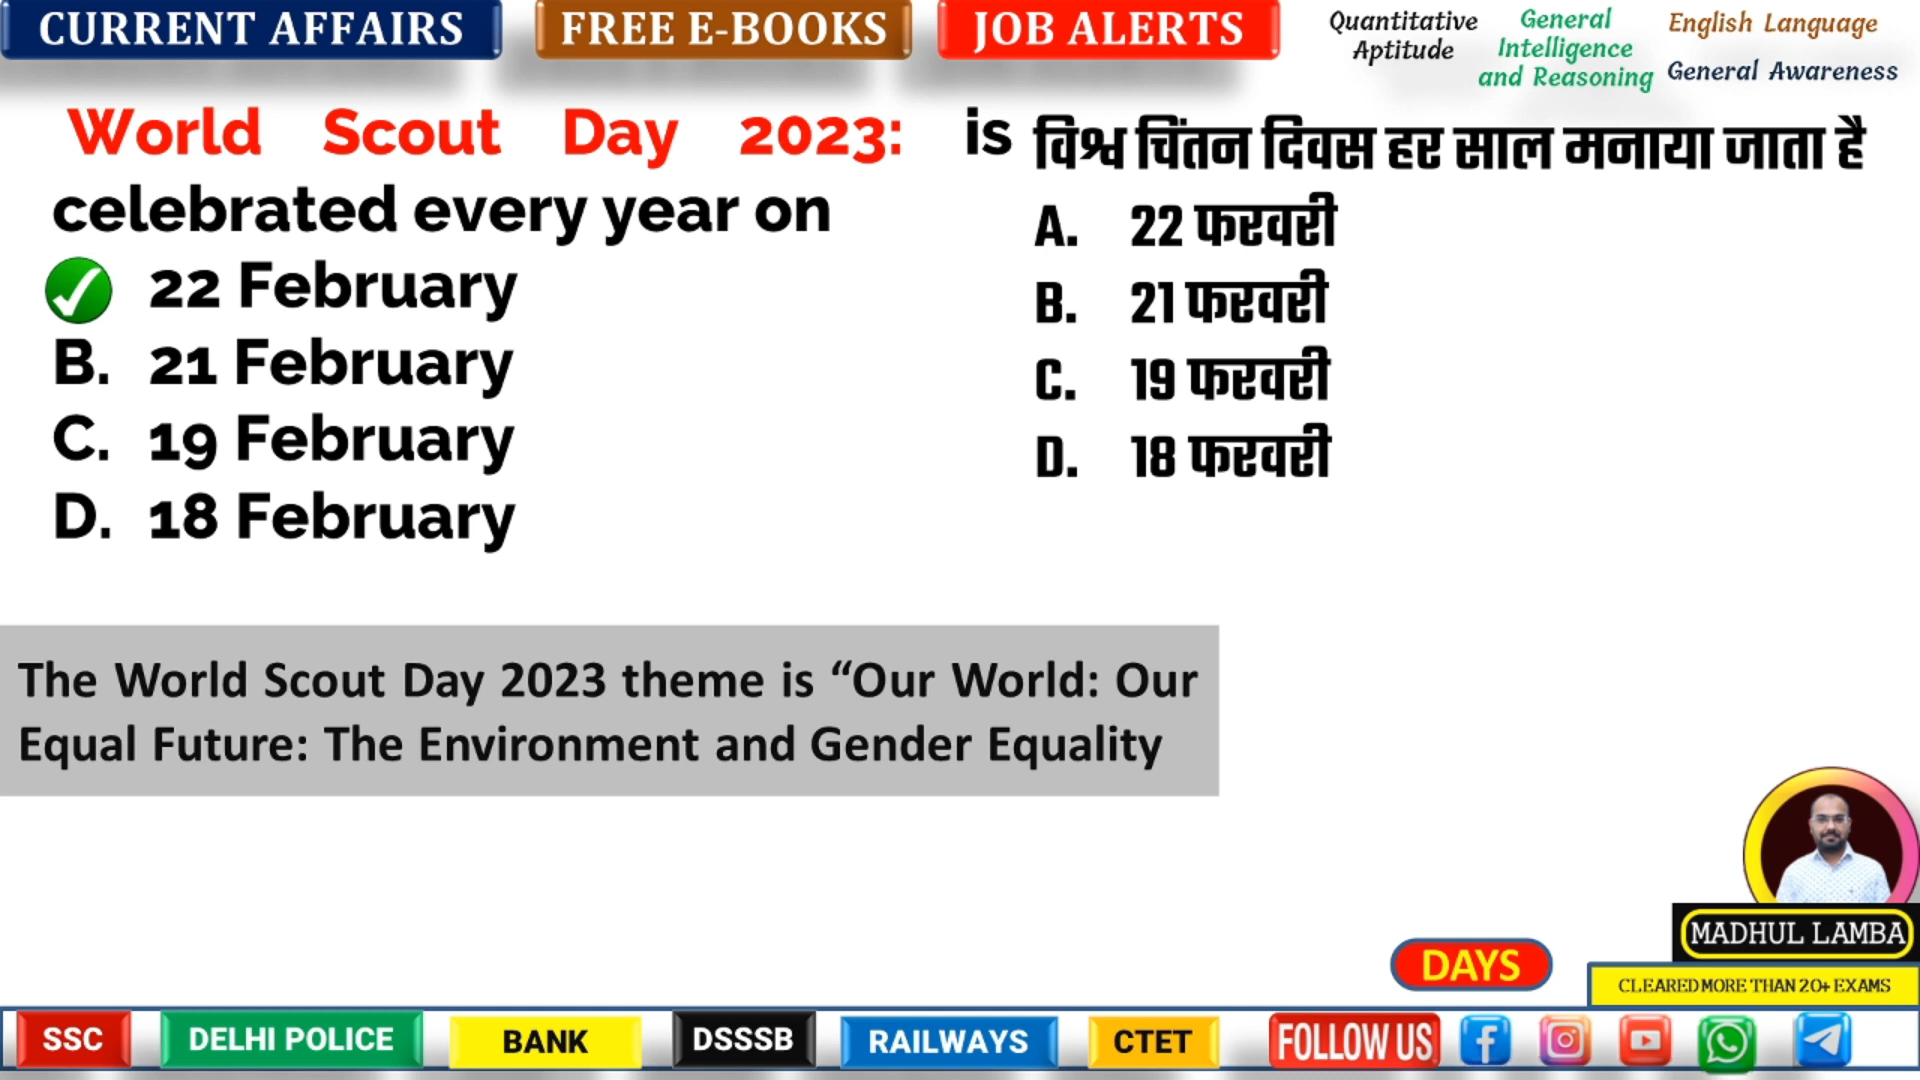 CURRENT AFFAIRS
FREE E-BOOKS
JOB ALERTS
Quantitative
Aptitude
General
Intelligence
and Reasoning
English Language
General Awareness
World Scout Day 2023: is
celebrated every year on
22 February
B. 21 February
C. 19 February
D. 18 February
विश्व चिंतन दिवस हर साल मनाया जाता है
A. 22 फरवरी
B. 21 फरवरी
C. 19 फरवरी
D. 18 फरवरी
The World Scout Day 2023 theme is “Our World: Our
Equal Future: The Environment and Gender Equality
MADHUL LAMBA
DAYS
CLEARED MORE THAN 20+ EXAMS
SSC
DELHI POLICE
BANK
DSSSB
RAILWAYS
CTET
FOLLOW US